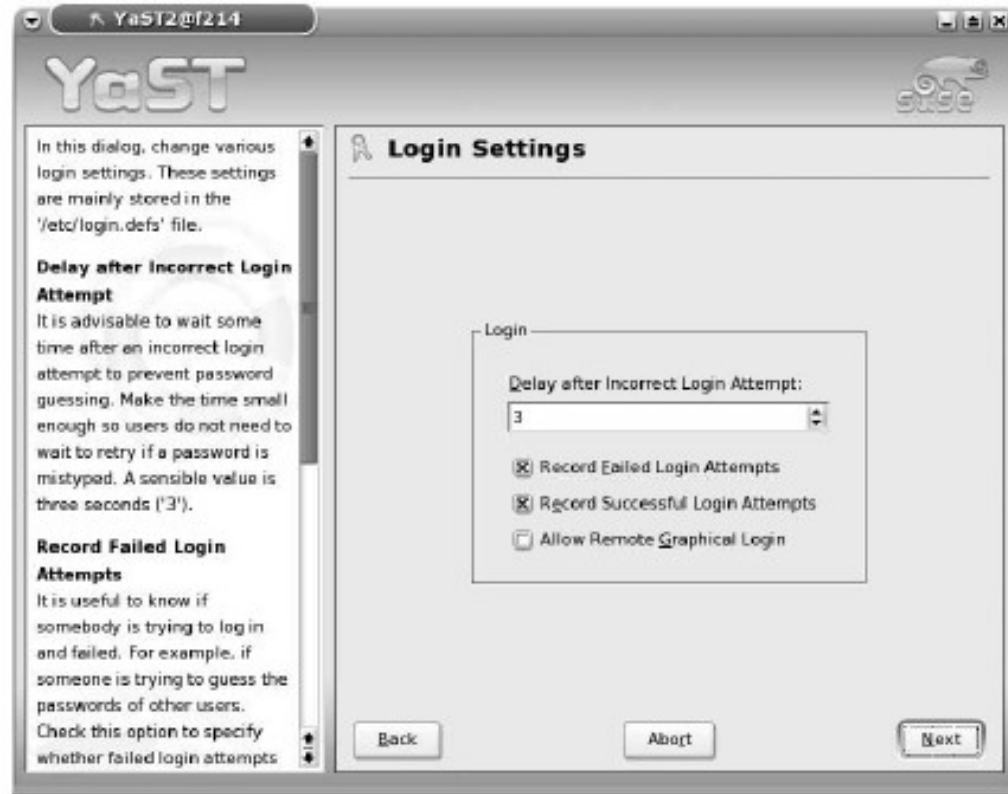 YaST2@f214
YaST
suse
In this dialog, change various
login settings. These settings
are mainly stored in the
'/etc/login.defs' file.
Delay after Incorrect Login
Attempt
It is advisable to wait some
time after an incorrect login
attempt to prevent password
guessing. Make the time small
enough so users do not need to
wait to retry if a password is
mistyped. A sensible value is
three seconds ('3').
Record Failed Login
Attempts
It is useful to know if
somebody is trying to log in
and failed. For example, if
someone is trying to guess the
passwords of other users.
Check this option to specify
whether failed login attempts
Login Settings
Login
Delay after Incorrect Login Attempt:
3
Record Failed Login Attempts
Record Successful Login Attempts
Allow Remote Graphical Login
Back
Abort
Next